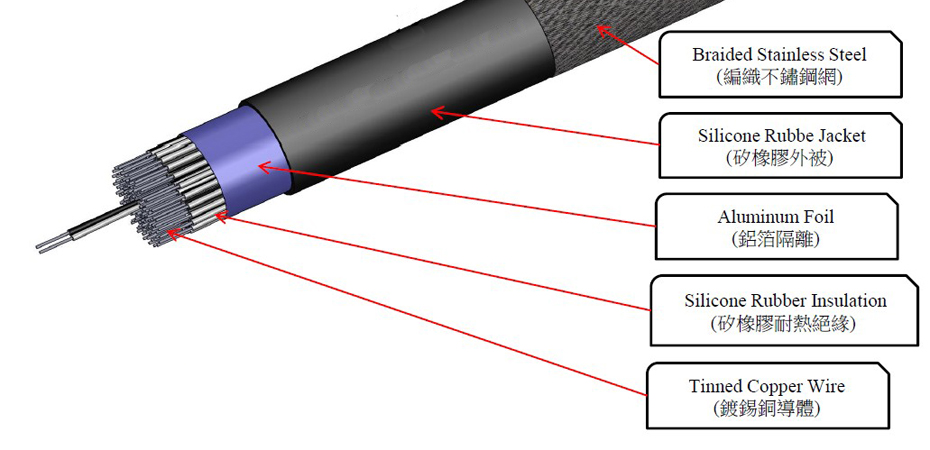 Braided Stainless Steel
(編織不鏽鋼網)
Silicone Rubbe Jacket
(矽橡膠外被)
Aluminum Foil
(鋁箔隔離)
Silicone Rubber Insulation
(矽橡膠耐熱絕緣)
Tinned Copper Wire
(鍍錫銅導體)